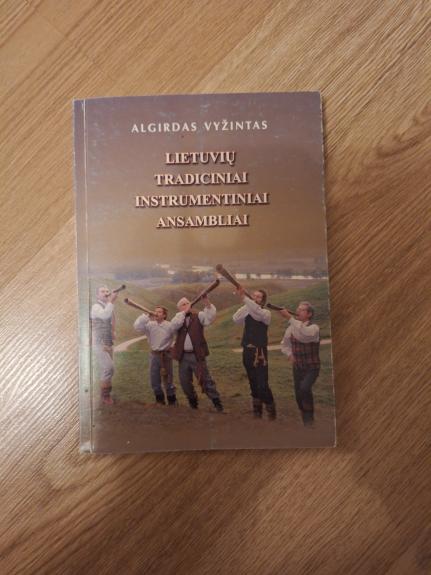 ALGIRDAS VYŽINTAS
LIETUVIŲ
TRADICINIAI
INSTRUMENTINIAI
ANSAMBLIAI